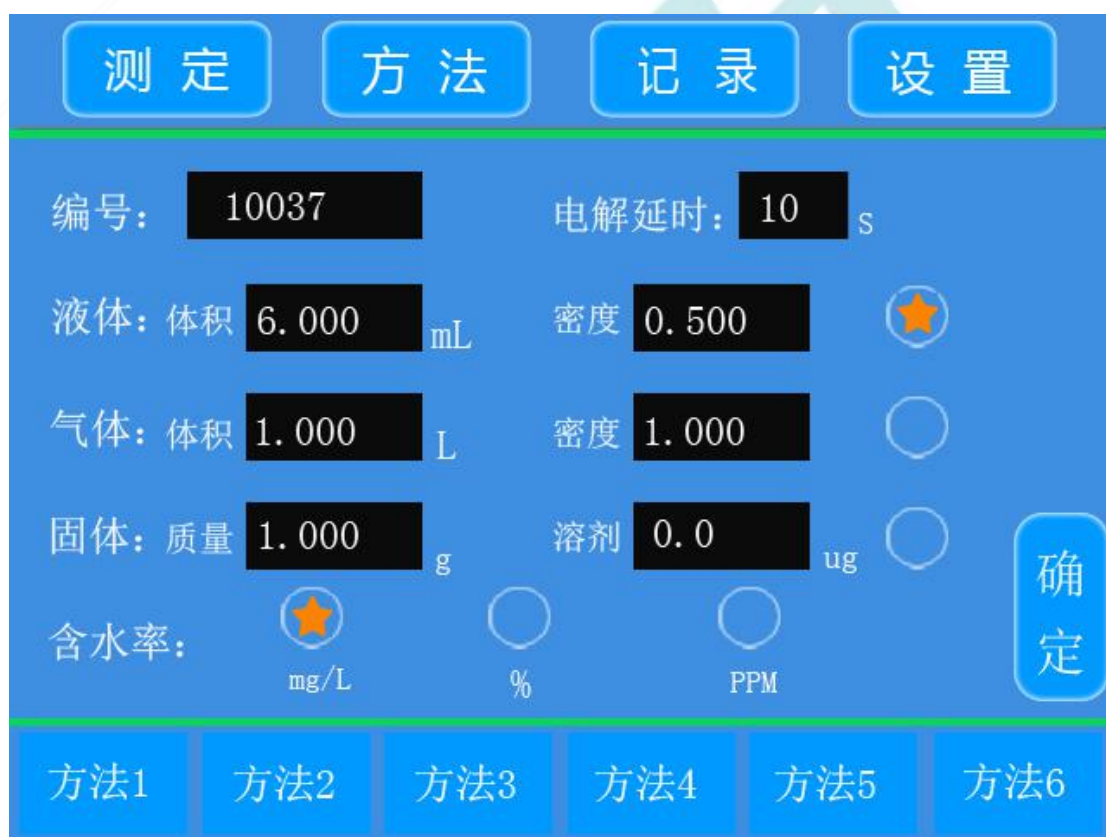 测 定 方 法 记 录 设 置
编号： 10037 电解延时： 10 s
液体：体积 6.000 mL 密度 0.500
气体：体积 1.000 L 密度 1.000
固体：质量 1.000 g 溶剂 0.0 ug
含水率：
mg/L % PPM
确
定
方法1 方法2 方法3 方法4 方法5 方法6